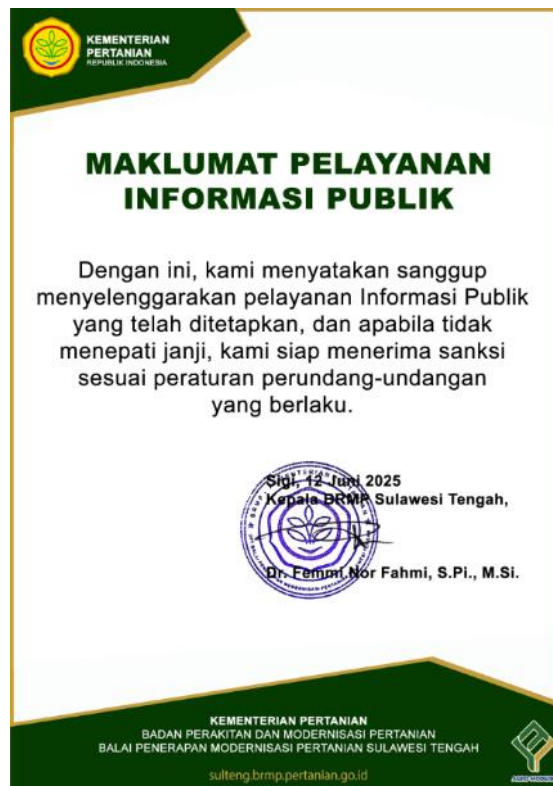 KEMENTERIAN
PERTANIAN
REPUBLIK INDONESIA
MAKLUMAT PELAYANAN
INFORMASI PUBLIK
Dengan ini, kami menyatakan sanggup
menyelenggarakan pelayanan Informasi Publik
yang telah ditetapkan, dan apabila tidak
menepati janji, kami siap menerima sanksi
sesuai peraturan perundang-undangan
yang berlaku.
Sigi, 12 Juni 2025
Kepala BRMP Sulawesi Tengah,
Dr. Femmi Nor Fahmi, S.Pi., M.Si.
KEMENTERIAN PERTANIAN
BADAN PERAKITAN DAN MODERNISASI PERTANIAN
BALAI PENERAPAN MODERNISASI PERTANIAN SULAWESI TENGAH
sulteng.brmp.pertanian.go.id